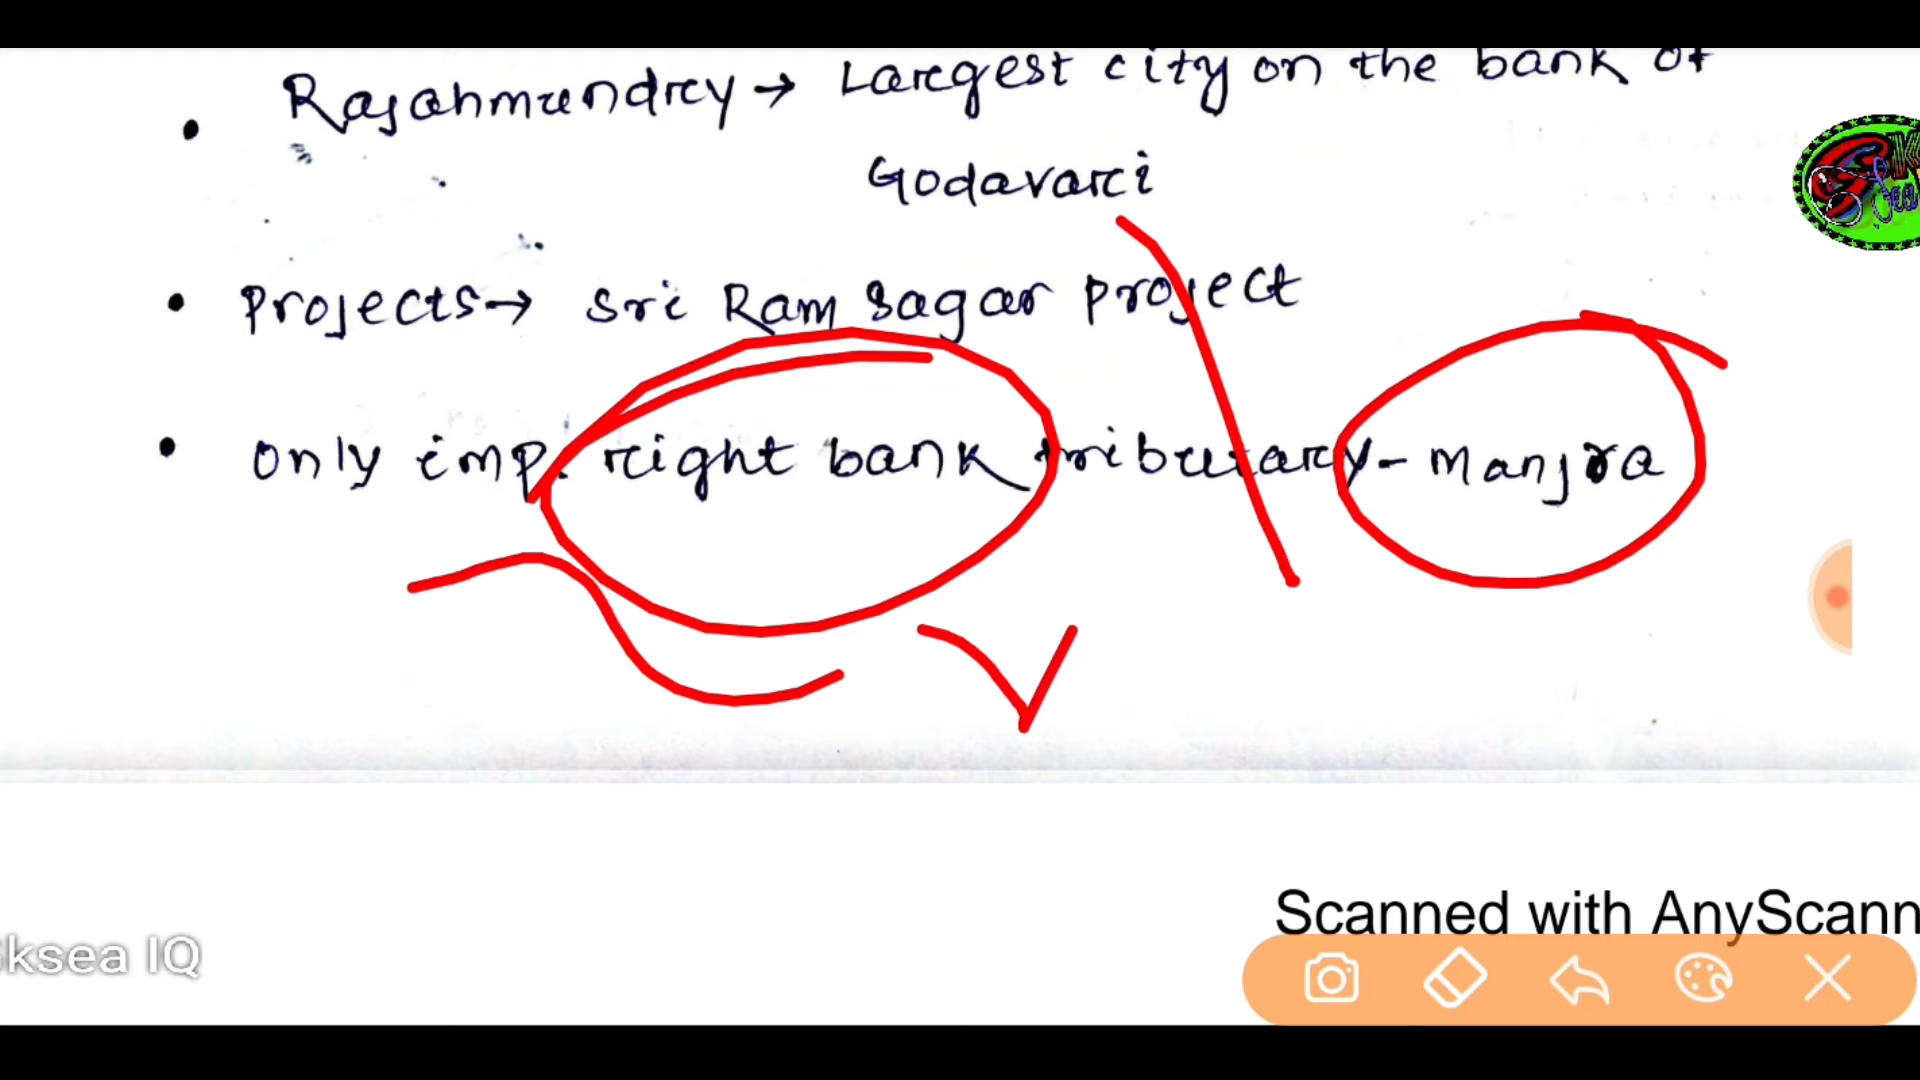 • Rajahmundry → Largest city on the bank of
Godavari
• Projects → Sri Ram Sagar project
• only imp. right bank tributary - Manjra
Scanned with AnyScann
ksea IQ